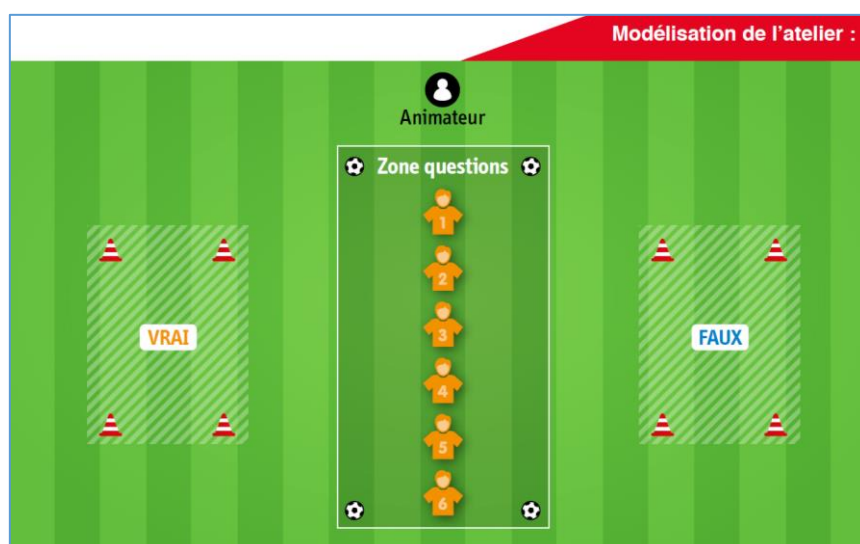 Modélisation de l'atelier :
Animateur
Zone questions
1
2
3
VRAI
FAUX
4
5
6